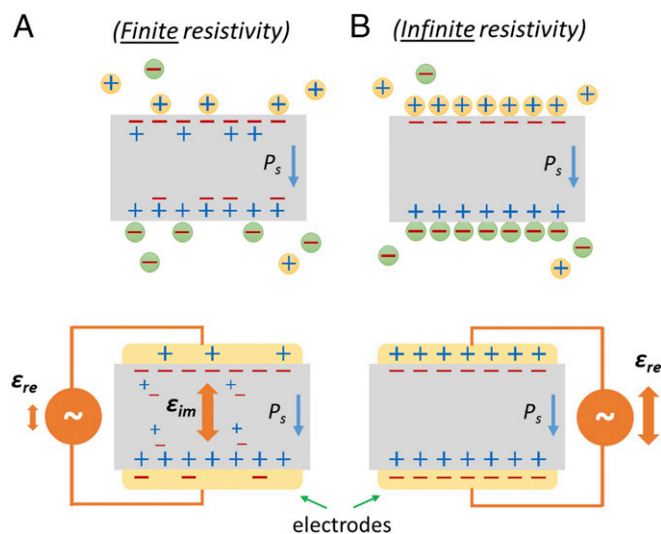 A
(Finite resistivity)
B
(Infinite resistivity)
Ps
Ps
εre
~
εim
Ps
Ps
~
εre
electrodes